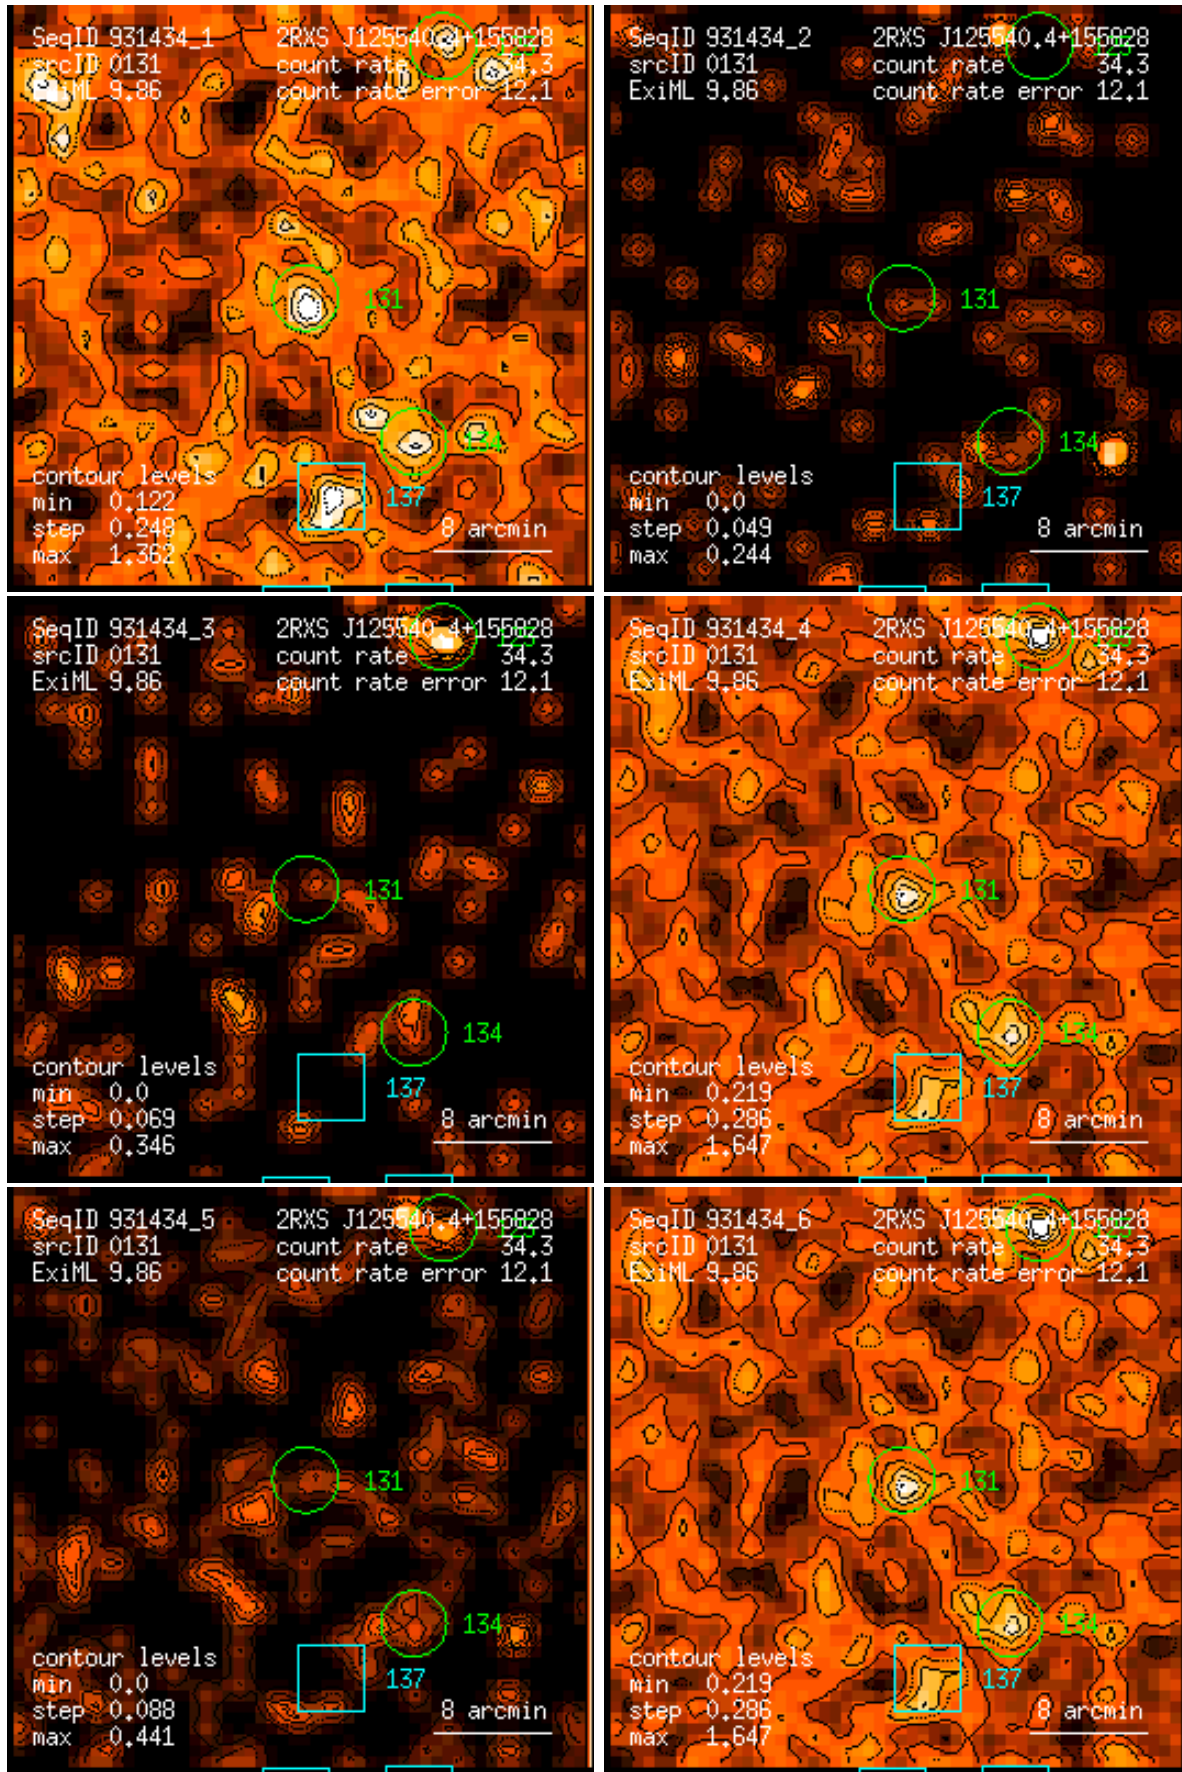 SeqID 931434_1 2RXS J125540.4+155828
srcID 0131 count rate 34.3
ExiML 9.86 count rate error 12.1
131
134
contour levels
min 0.122 137
step 0.248 8 arcmin
max 1.362
SeqID 931434_2 2RXS J125540.4+155828
srcID 0131 count rate 34.3
ExiML 9.86 count rate error 12.1
131
134
contour levels
min 0.0 137
step 0.049 8 arcmin
max 0.244
SeqID 931434_3 2RXS J125540.4+155828
srcID 0131 count rate 34.3
ExiML 9.86 count rate error 12.1
131
134
contour levels
min 0.0 137
step 0.069 8 arcmin
max 0.346
SeqID 931434_4 2RXS J125540.4+155828
srcID 0131 count rate 34.3
ExiML 9.86 count rate error 12.1
131
134
contour levels
min 0.219 137
step 0.286 8 arcmin
max 1.647
SeqID 931434_5 2RXS J125540.4+155828
srcID 0131 count rate 34.3
ExiML 9.86 count rate error 12.1
131
134
contour levels
min 0.0 137
step 0.088 8 arcmin
max 0.441
SeqID 931434_6 2RXS J125540.4+155828
srcID 0131 count rate 34.3
ExiML 9.86 count rate error 12.1
131
134
contour levels
min 0.219 137
step 0.286 8 arcmin
max 1.647